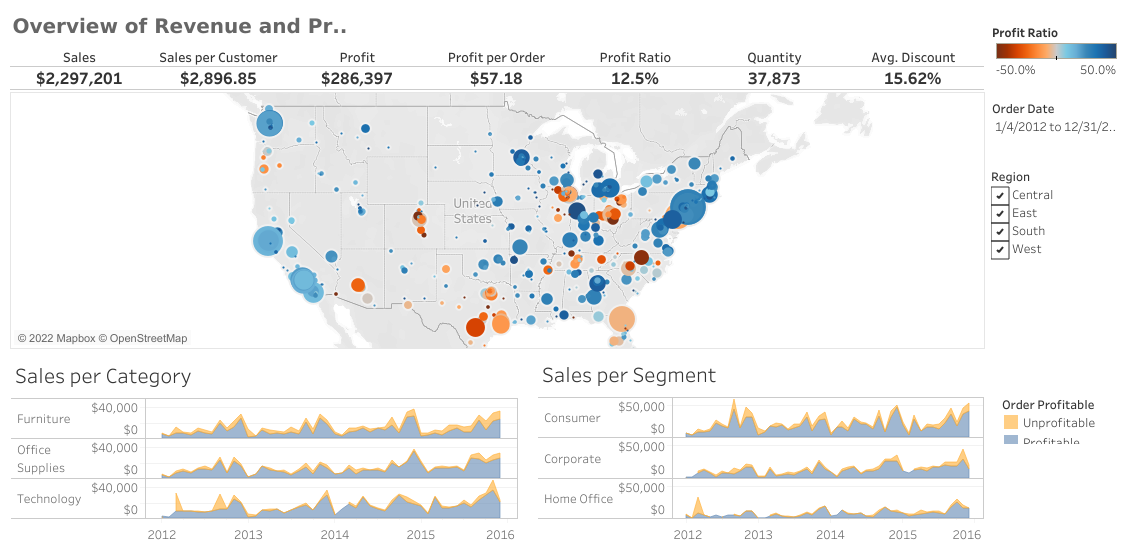 Overview of Revenue and Pr..
Sales Sales per Customer Profit Profit per Order Profit Ratio Quantity Avg. Discount
$2,297,201 $2,896.85 $286,397 $57.18 12.5% 37,873 15.62%
Profit Ratio
-50.0% 50.0%
Order Date
1/4/2012 to 12/31/2..
Region
Central
East
South
West
United
States
© 2022 Mapbox © OpenStreetMap
Sales per Category
Furniture
$40,000
$0
Office
Supplies
$40,000
$0
Technology
$40,000
$0
2012 2013 2014 2015 2016
Sales per Segment
Consumer
$50,000
$0
Corporate
$50,000
$0
Home Office
$50,000
$0
2012 2013 2014 2015 2016
Order Profitable
Unprofitable
Profitable